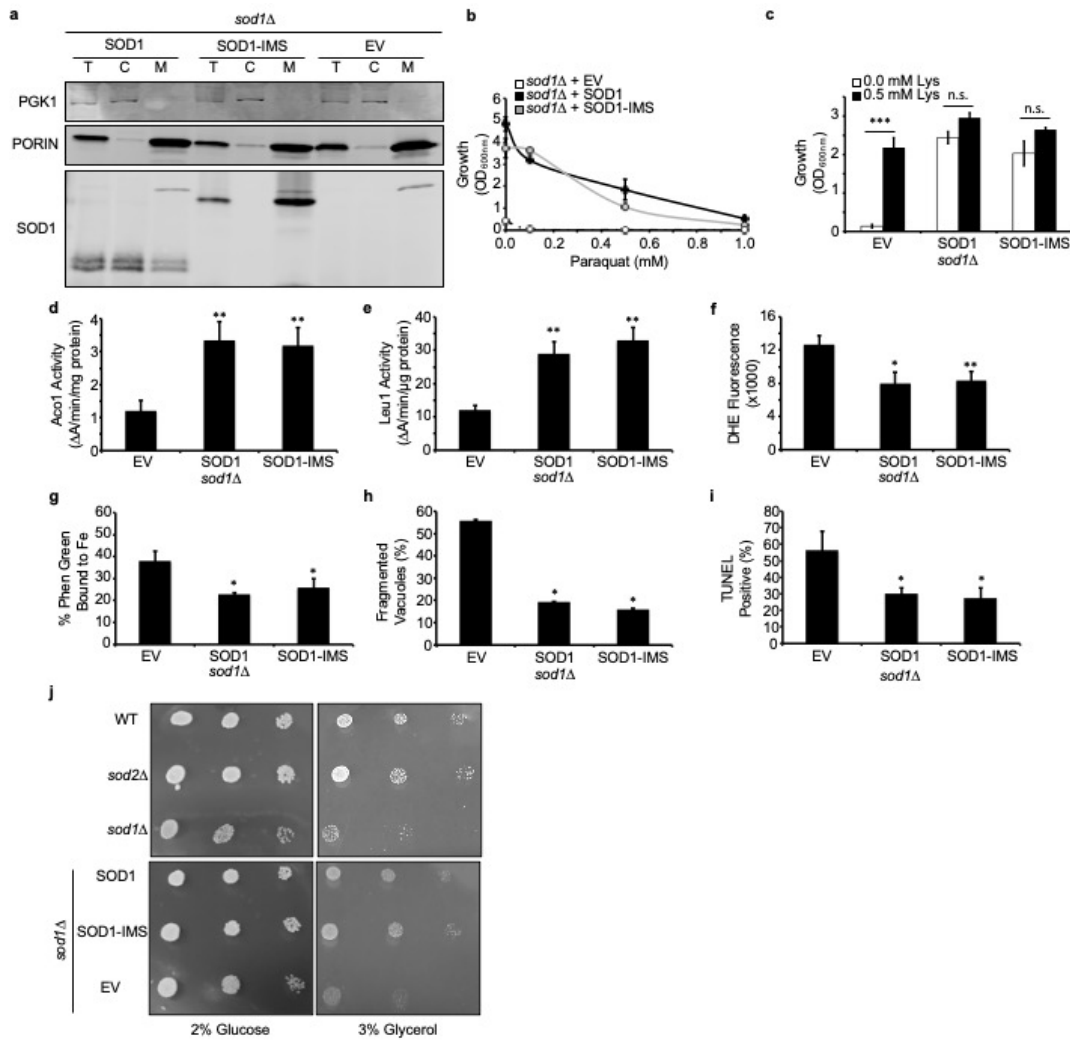 a
sod1Δ
SOD1 SOD1-IMS EV
T C M T C M T C M
PGK1
PORIN
SOD1
b
sod1Δ + EV
sod1Δ + SOD1
sod1Δ + SOD1-IMS
Growth
(OD600nm)
6
5
4
3
2
1
0
0.0 0.2 0.4 0.6 0.8 1.0
Paraquat (mM)
c
0.0 mM Lys
0.5 mM Lys
*** n.s. n.s.
Growth
(OD600nm)
3
2
1
0
EV SOD1 SOD1-IMS
sod1Δ
d
Aco1 Activity
(ΔA/min/mg protein)
4
3
2
1
0
** **
EV SOD1 SOD1-IMS
sod1Δ
e
Leu1 Activity
(ΔA/min/µg protein)
40
30
20
10
0
** **
EV SOD1 SOD1-IMS
sod1Δ
f
DHE Fluorescence
(x1000)
16
12
8
4
0
* **
EV SOD1 SOD1-IMS
sod1Δ
g
% Phen Green
Bound to Fe
60
50
40
30
20
10
0
* *
EV SOD1 SOD1-IMS
sod1Δ
h
Fragmented
Vacuoles (%)
60
50
40
30
20
10
0
* *
EV SOD1 SOD1-IMS
sod1Δ
i
TUNEL
Positive (%)
80
70
60
50
40
30
20
10
0
* *
EV SOD1 SOD1-IMS
sod1Δ
j
WT
sod2Δ
sod1Δ
sod1Δ
SOD1
SOD1-IMS
EV
2% Glucose 3% Glycerol